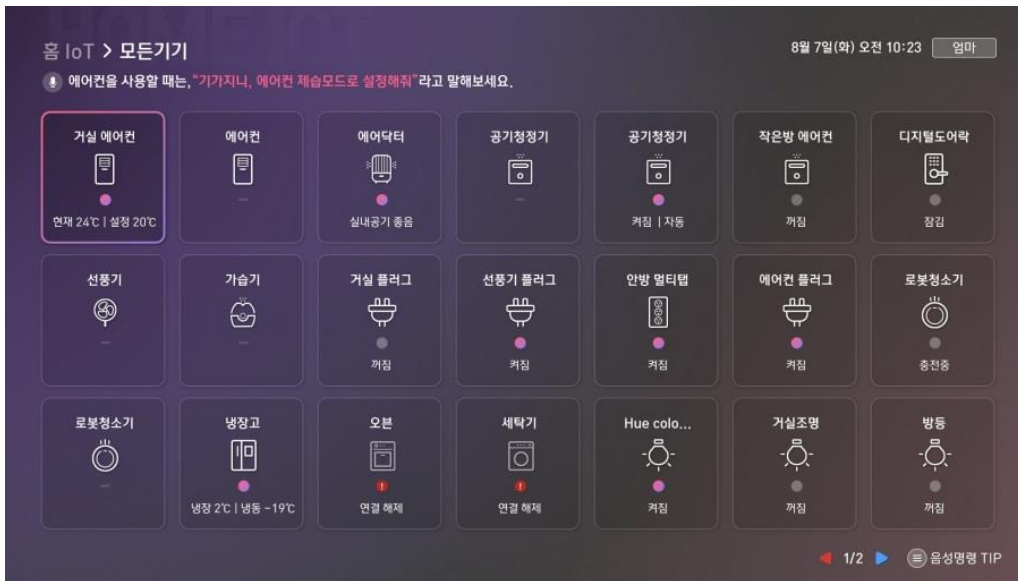 HOME IOT
홈 IoT > 모든기기
8월 7일(화) 오전 10:23 엄마
에어컨을 사용할 때는, "기가지니, 에어컨 제습모드로 설정해줘"라고 말해보세요.
거실 에어컨 에어컨 에어닥터 공기청정기 공기청정기 작은방 에어컨 디지털도어락
현재 24℃ | 설정 20℃ - 실내공기 좋음 - 켜짐 | 자동 꺼짐 잠김
선풍기 가습기 거실 플러그 선풍기 플러그 안방 멀티탭 에어컨 플러그 로봇청소기
- - 꺼짐 켜짐 켜짐 켜짐 충전중
로봇청소기 냉장고 오븐 세탁기 Hue colo... 거실조명 방등
- 냉장 2℃ | 냉동 -19℃ 연결 해제 연결 해제 켜짐 꺼짐 꺼짐
1/2 음성명령 TIP